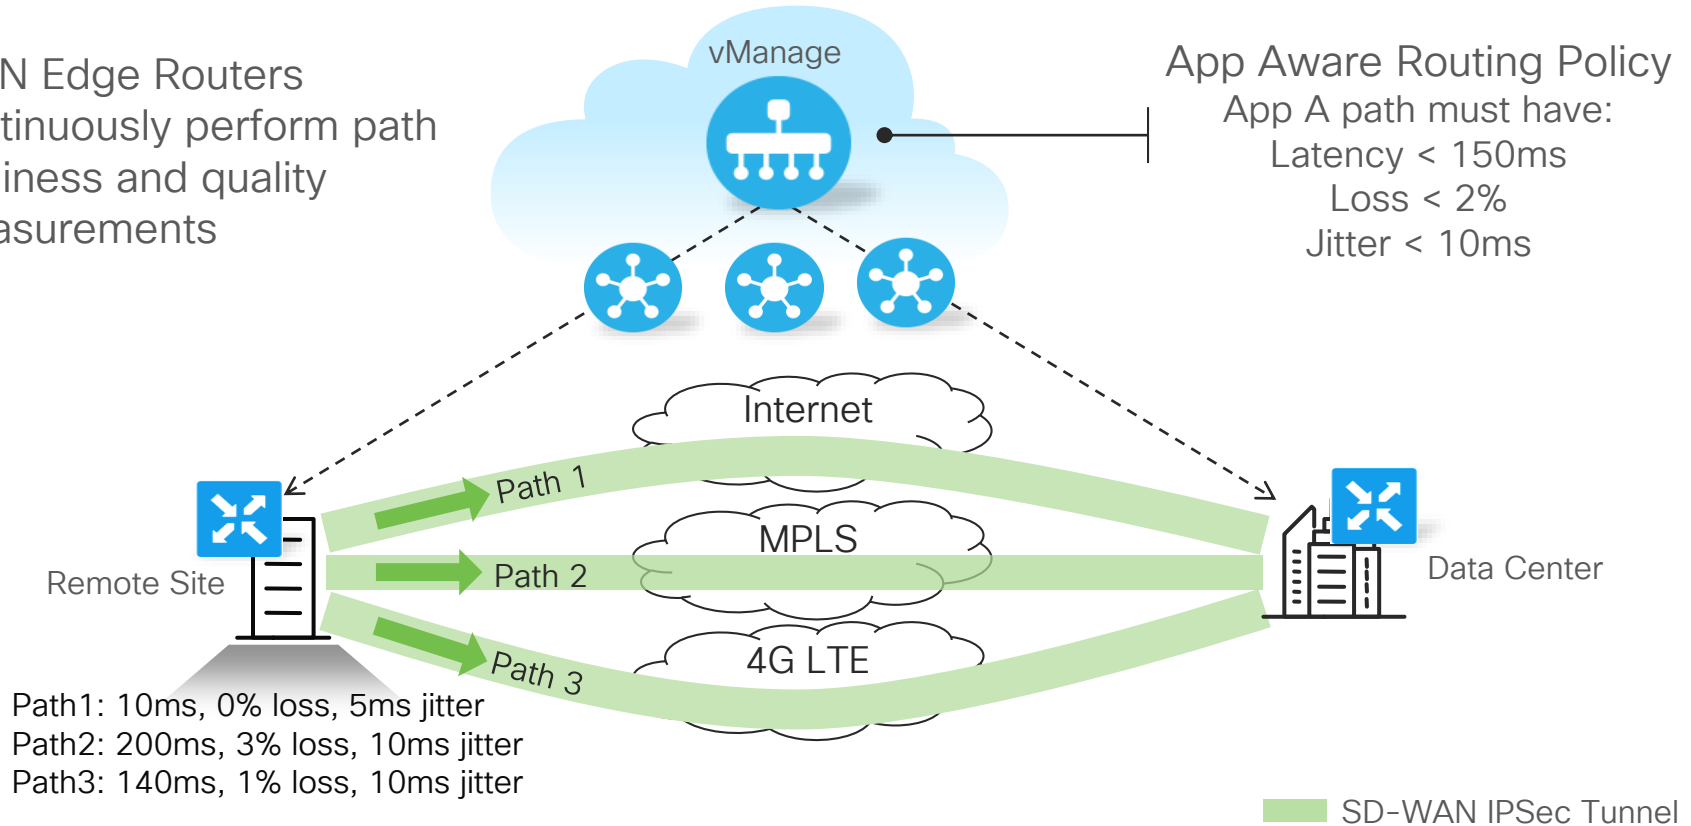 N Edge Routers
tinuously perform path
iness and quality
asurements
vManage
App Aware Routing Policy
App A path must have:
Latency < 150ms
Loss < 2%
Jitter < 10ms
Internet
Path 1
MPLS
Path 2
4G LTE
Path 3
Remote Site
Data Center
Path1: 10ms, 0% loss, 5ms jitter
Path2: 200ms, 3% loss, 10ms jitter
Path3: 140ms, 1% loss, 10ms jitter
SD-WAN IPSec Tunnel